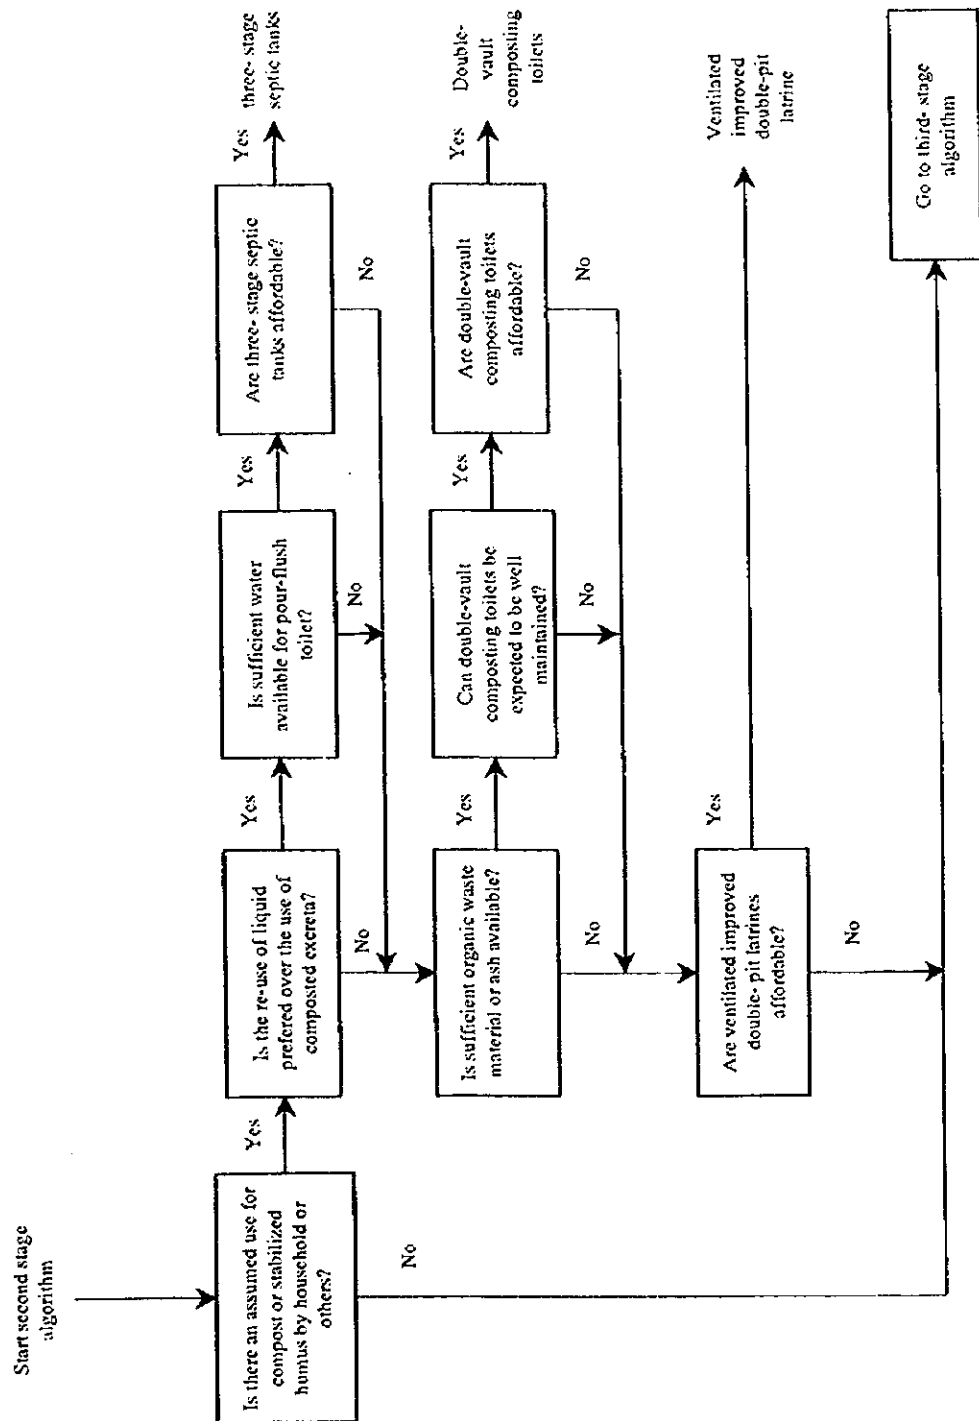 Start second stage
algorithm
Is there an assumed use for
compost or stabilized
humus by household or
others?
Yes
No
Is the re-use of liquid
prefered over the use of
composted excreta?
Yes
No
Is sufficient water
available for pour-flush
toilet?
Yes
No
Are three- stage septic
tanks affordable?
Yes
No
three- stage
septic tanks
Is sufficient organic waste
material or ash available?
Yes
No
Can double-vault
composting toilets be
expected to be well
maintained?
Yes
No
Are double-vault
composting toilets
affordable?
Yes
No
Double-
vault
composting
toilets
Are ventilated improved
double- pit latrines
affordable?
Yes
No
Ventilated
improved
double-pit
latrine
Go to third- stage
algorithm